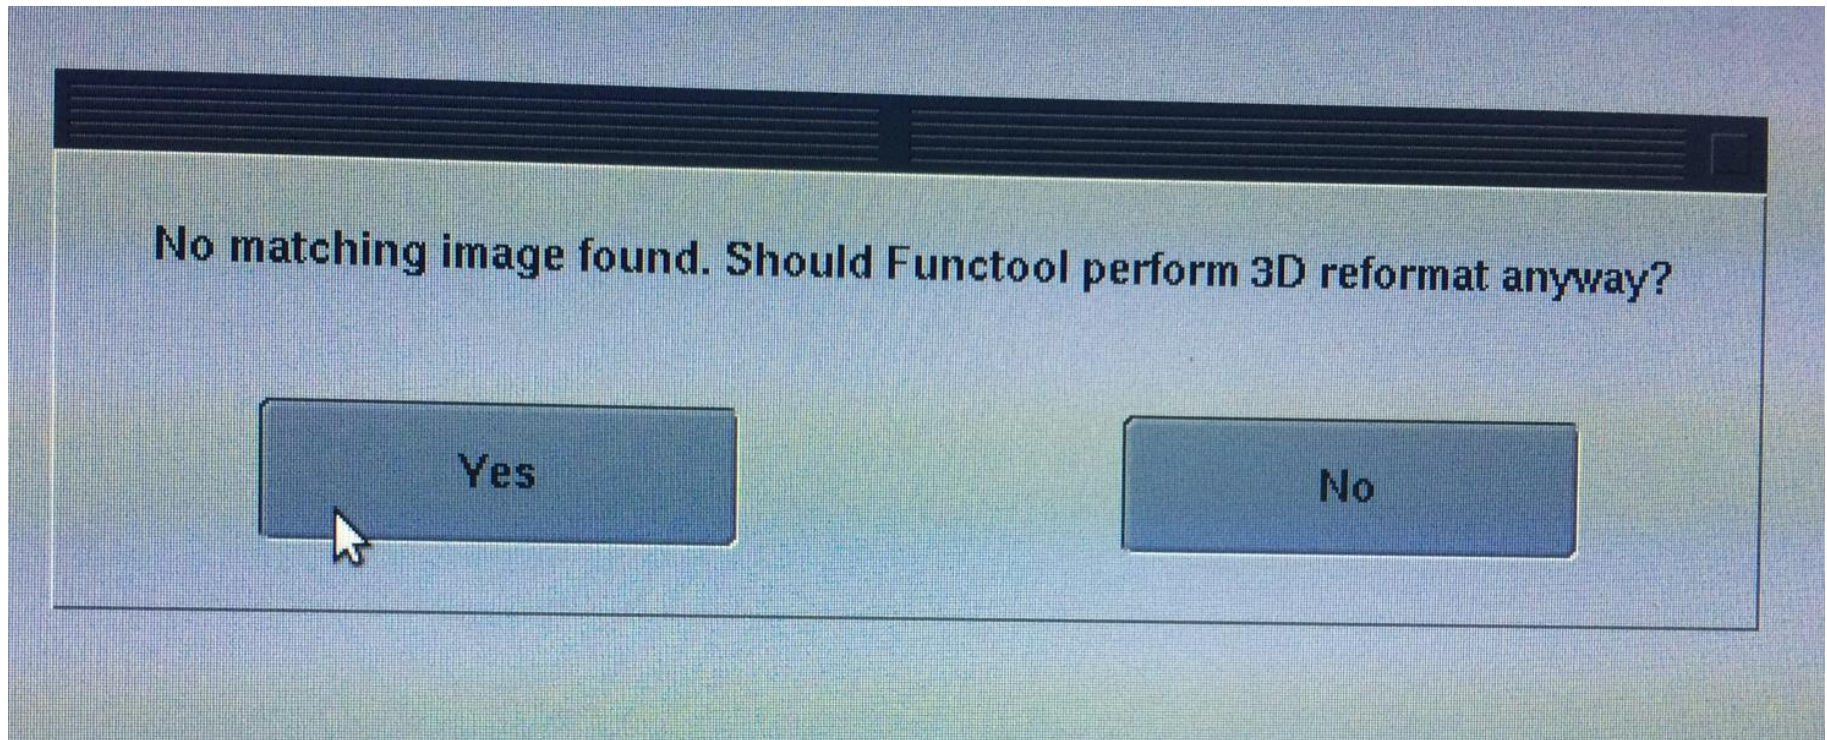 No matching image found. Should Functool perform 3D reformat anyway?
Yes
No